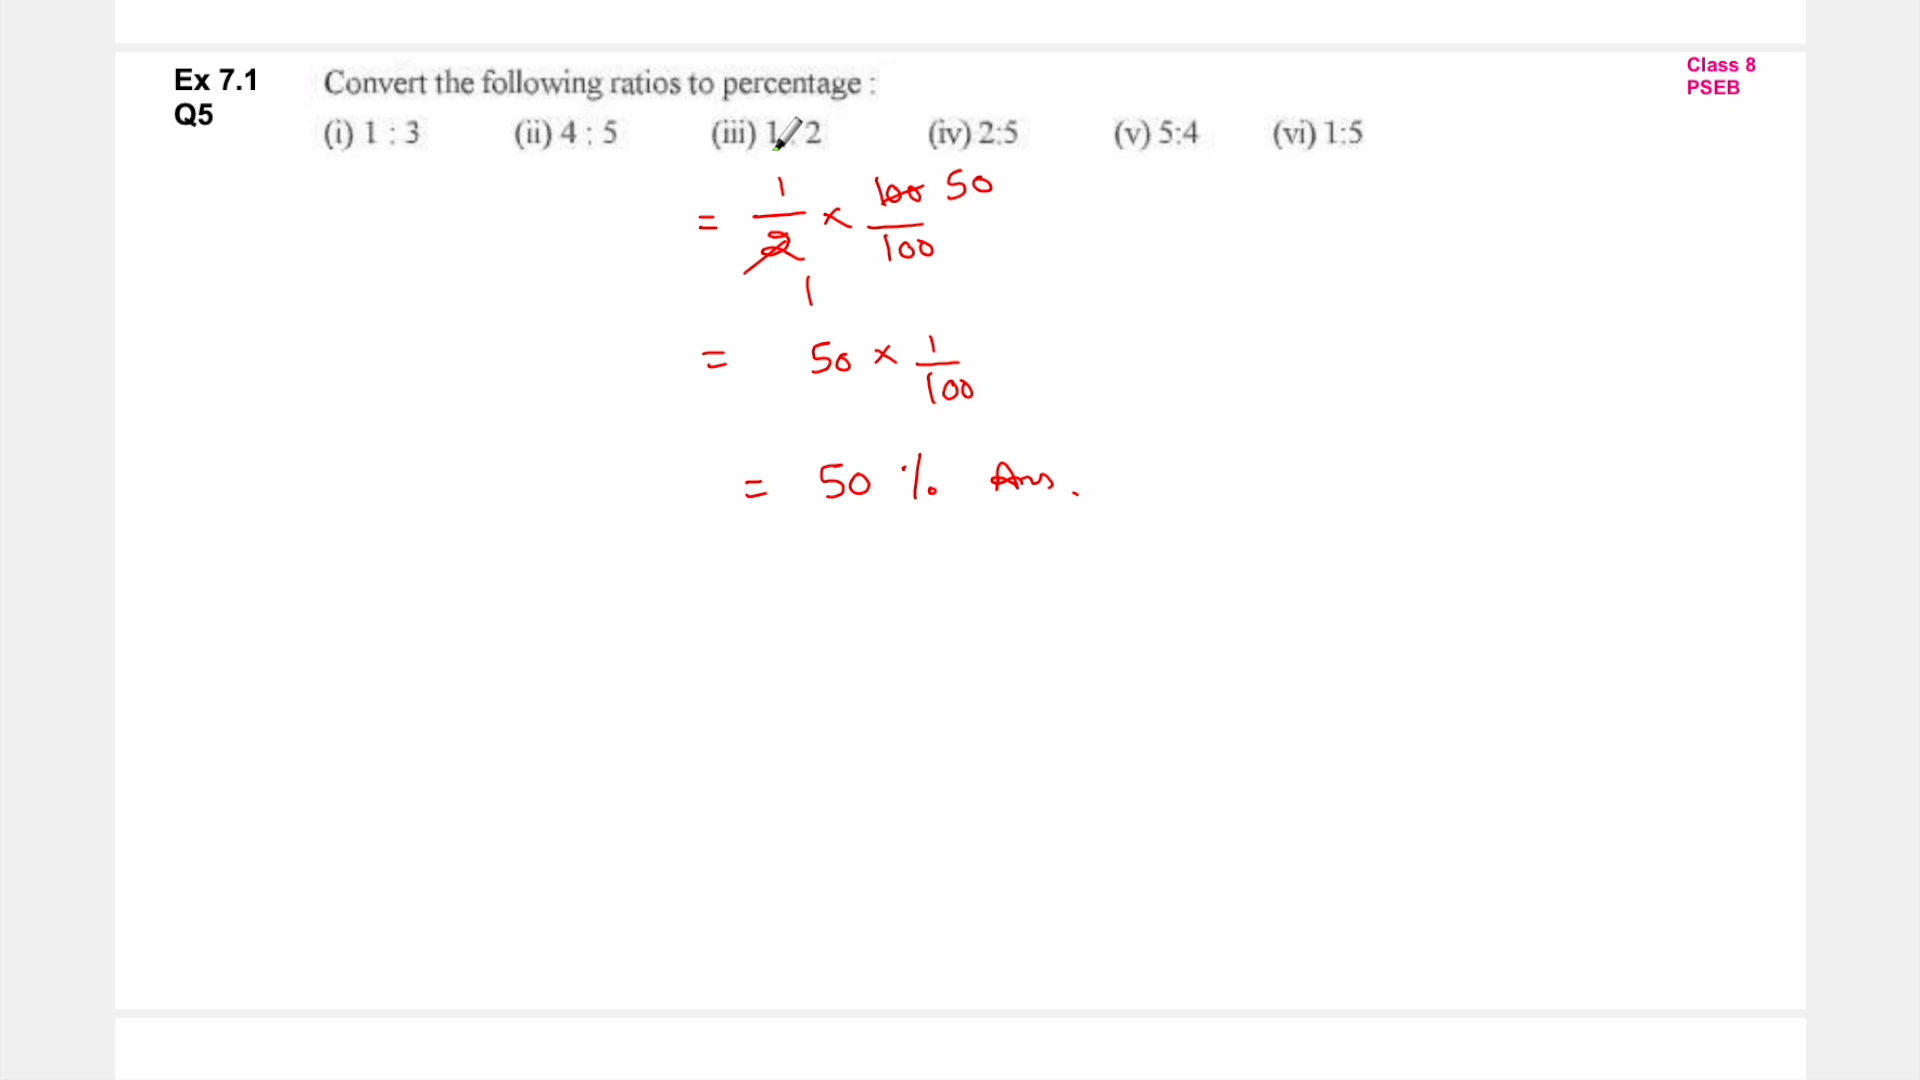 Ex 7.1 Convert the following ratios to percentage : Class 8
Q5 PSEB
(i) 1 : 3 (ii) 4 : 5 (iii) 1 : 2 (iv) 2:5 (v) 5:4 (vi) 1:5
= 1/2 × 100/100 50
1
= 50 × 1/100
= 50 % Ans.